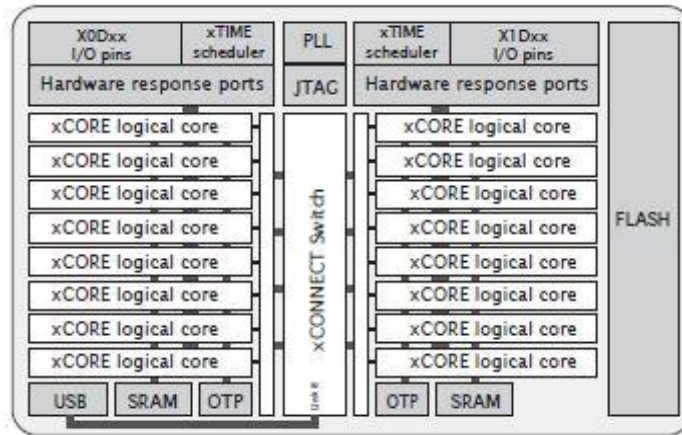 X0Dxx
I/O pins
xTIME
scheduler
PLL
xTIME
scheduler
X1Dxx
I/O pins
Hardware response ports
JTAG
Hardware response ports
xCORE logical core
xCORE logical core
xCORE logical core
xCORE logical core
xCORE logical core
xCORE logical core
xCORE logical core
xCORE logical core
xCONNECT Switch
xCORE logical core
xCORE logical core
xCORE logical core
xCORE logical core
xCORE logical core
xCORE logical core
xCORE logical core
xCORE logical core
FLASH
USB
SRAM
OTP
OTP
SRAM